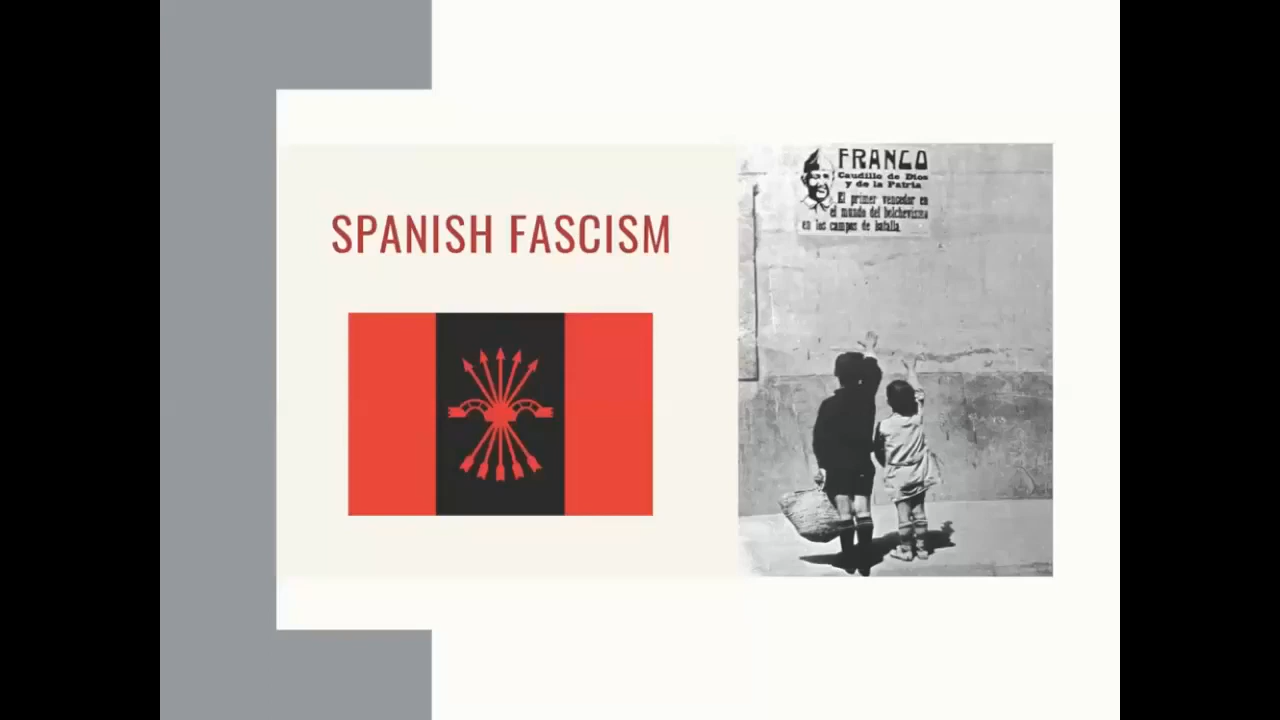 SPANISH FASCISM
FRANCO
Caudillo de Dios
y de la Patria
El primer vencedor en
el mundo del bolchevismo
en los campos de batalla.